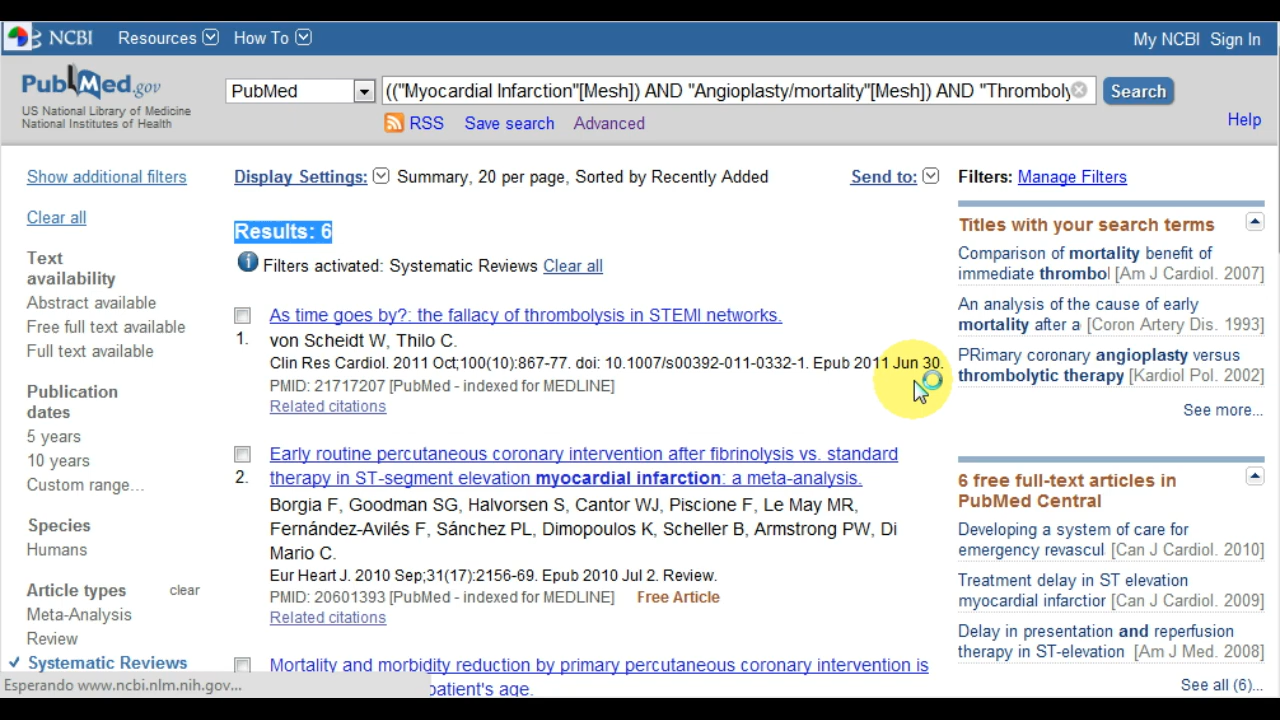 NCBI Resources How To My NCBI Sign In
PubMed.gov
US National Library of Medicine
National Institutes of Health
PubMed
(("Myocardial Infarction"[Mesh]) AND "Angioplasty/mortality"[Mesh]) AND "Thromboly
Search
RSS Save search Advanced
Help
Show additional filters
Clear all
Text
availability
Abstract available
Free full text available
Full text available
Publication
dates
5 years
10 years
Custom range...
Species
Humans
Article types clear
Meta-Analysis
Review
✓ Systematic Reviews
Display Settings: Summary, 20 per page, Sorted by Recently Added Send to:
Results: 6
Filters activated: Systematic Reviews Clear all
As time goes by?: the fallacy of thrombolysis in STEMI networks.
1. von Scheidt W, Thilo C.
Clin Res Cardiol. 2011 Oct;100(10):867-77. doi: 10.1007/s00392-011-0332-1. Epub 2011 Jun 30.
PMID: 21717207 [PubMed - indexed for MEDLINE]
Related citations
Early routine percutaneous coronary intervention after fibrinolysis vs. standard
2. therapy in ST-segment elevation myocardial infarction: a meta-analysis.
Borgia F, Goodman SG, Halvorsen S, Cantor WJ, Piscione F, Le May MR,
Fernández-Avilés F, Sánchez PL, Dimopoulos K, Scheller B, Armstrong PW, Di
Mario C.
Eur Heart J. 2010 Sep;31(17):2156-69. Epub 2010 Jul 2. Review.
PMID: 20601393 [PubMed - indexed for MEDLINE] Free Article
Related citations
Mortality and morbidity reduction by primary percutaneous coronary intervention is
patient's age.
Filters: Manage Filters
Titles with your search terms
Comparison of mortality benefit of
immediate thrombol [Am J Cardiol. 2007]
An analysis of the cause of early
mortality after a [Coron Artery Dis. 1993]
PRimary coronary angioplasty versus
thrombolytic therapy [Kardiol Pol. 2002]
See more...
6 free full-text articles in
PubMed Central
Developing a system of care for
emergency revascul [Can J Cardiol. 2010]
Treatment delay in ST elevation
myocardial infarctior [Can J Cardiol. 2009]
Delay in presentation and reperfusion
therapy in ST-elevation [Am J Med. 2008]
See all (6)...
Esperando www.ncbi.nlm.nih.gov...